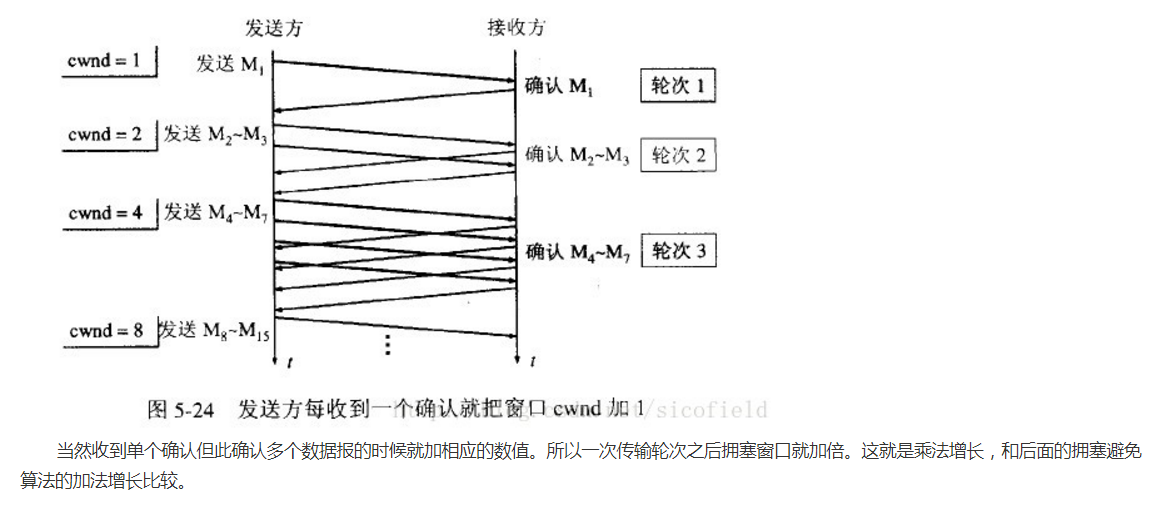 发送方 接收方
cwnd = 1 发送 M1
确认 M1 轮次 1
cwnd = 2 发送 M2~M3
确认 M2~M3 轮次 2
cwnd = 4 发送 M4~M7
确认 M4~M7 轮次 3
cwnd = 8 发送 M8~M15
t t
图 5-24 发送方每收到一个确认就把窗口 cwnd 加 1
当然收到单个确认但此确认多个数据报的时候就加相应的数值。所以一次传输轮次之后拥塞窗口就加倍。这就是乘法增长，和后面的拥塞避免
算法的加法增长比较。